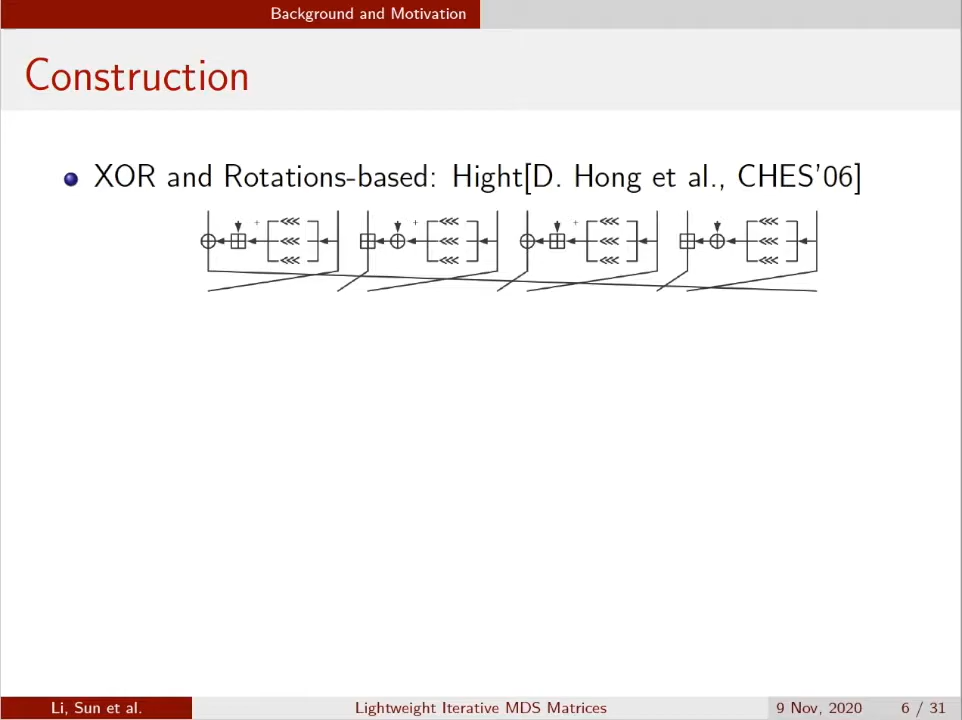 Background and Motivation
Construction
XOR and Rotations-based: Hight[D. Hong et al., CHES'06]
+ <<< + <<< + <<< <<<
<<< <<< <<< <<<
<<< <<< <<< <<<
Li, Sun et al. Lightweight Iterative MDS Matrices 9 Nov, 2020 6 / 31